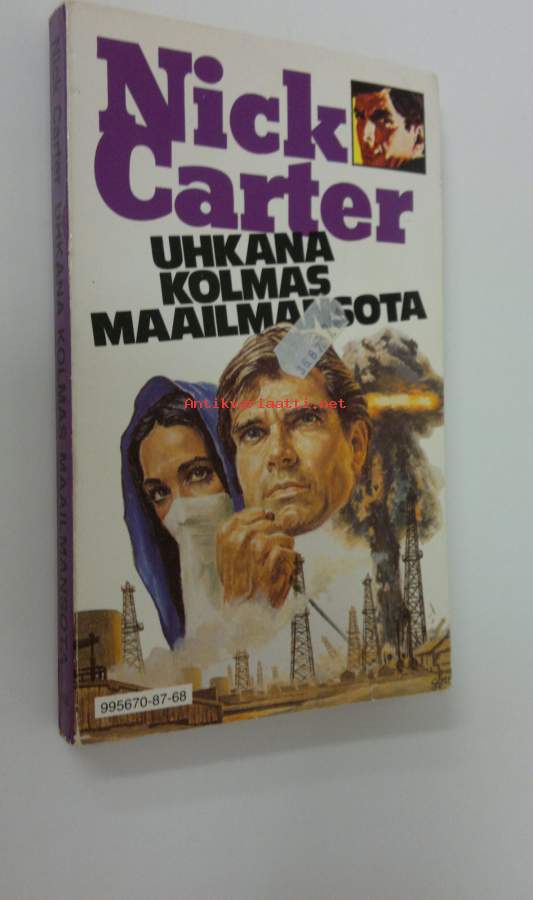 Nick
Carter
UHKANA
KOLMAS
MAAILMANSOTA
Antikvariaatti.net
995670-87-68
Nick Carter UHKANA KOLMAS MAAILMANSOTA